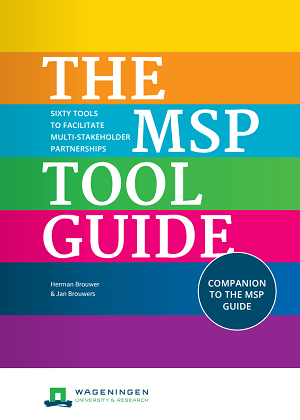 THE
SIXTY TOOLS
TO FACILITATE
MULTI-STAKEHOLDER
PARTNERSHIPS
MSP
TOOL
GUIDE
Herman Brouwer
& Jan Brouwers
COMPANION
TO THE MSP
GUIDE
WAGENINGEN
UNIVERSITY & RESEARCH